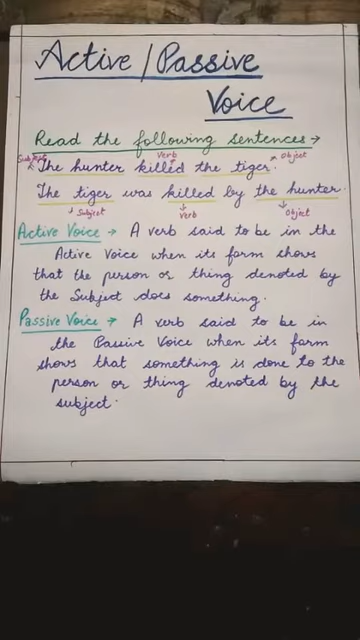 Active/Passive
Voice
Read the following sentences →
Subject Verb Object
The hunter killed the tiger.
The tiger was killed by the hunter.
Subject Verb Object
Active Voice → A verb said to be in the
Active Voice when its form shows
that the person or thing denoted by
the Subject does something.
Passive Voice → A verb said to be in
the Passive Voice when its form
shows that something is done to the
person or thing denoted by the
subject.